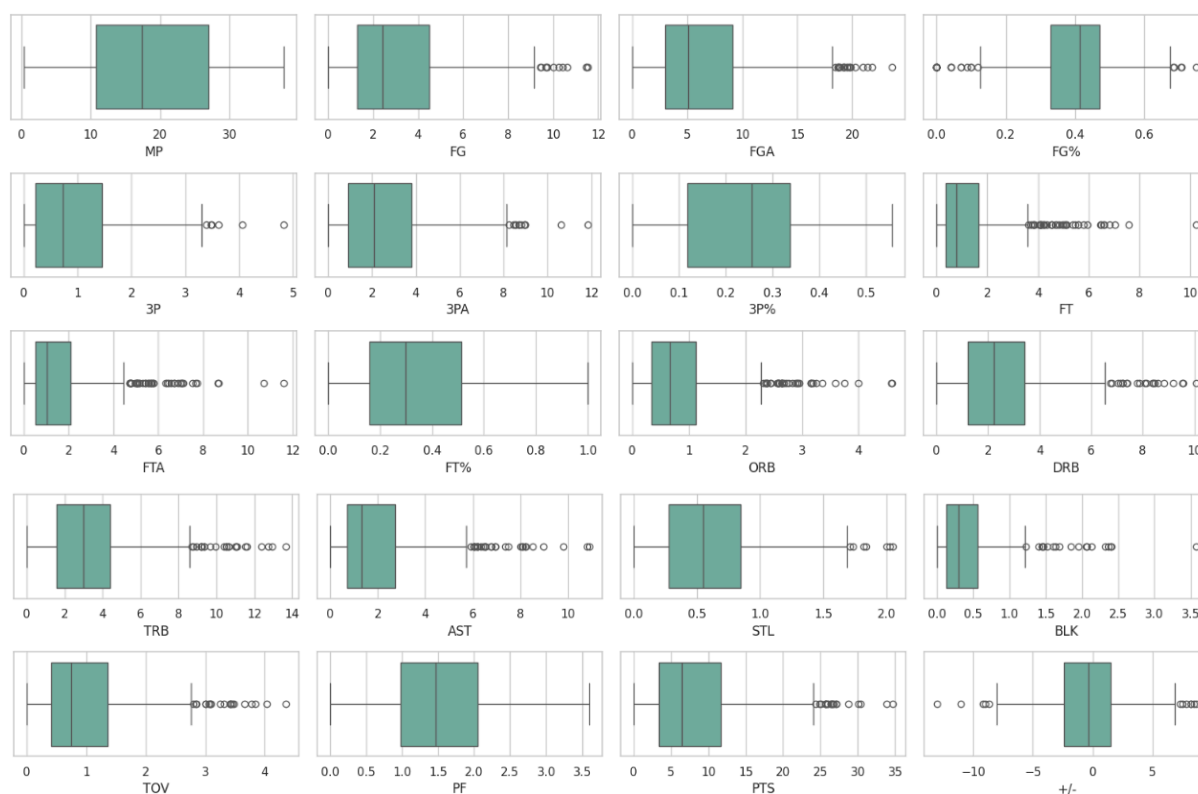 0 10 20 30
MP
0 2 4 6 8 10 12
FG
0 5 10 15 20
FGA
0.0 0.2 0.4 0.6
FG%
0 1 2 3 4 5
3P
0 2 4 6 8 10 12
3PA
0.0 0.1 0.2 0.3 0.4 0.5
3P%
0 2 4 6 8 10
FT
0 2 4 6 8 10 12
FTA
0.0 0.2 0.4 0.6 0.8 1.0
FT%
0 1 2 3 4
ORB
0 2 4 6 8 10
DRB
0 2 4 6 8 10 12 14
TRB
0 2 4 6 8 10
AST
0.0 0.5 1.0 1.5 2.0
STL
0.0 0.5 1.0 1.5 2.0 2.5 3.0 3.5
BLK
0 1 2 3 4
TOV
0.0 0.5 1.0 1.5 2.0 2.5 3.0 3.5
PF
0 5 10 15 20 25 30 35
PTS
−10 −5 0 5
+/-